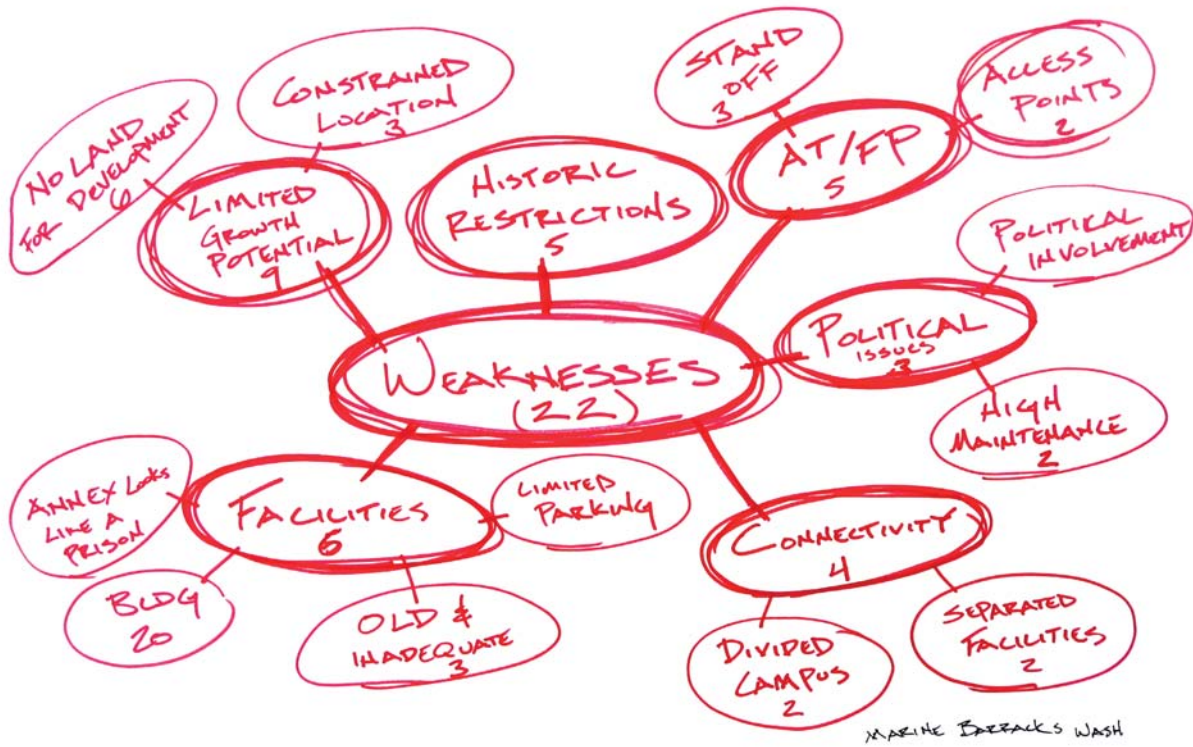 CONSTRAINED
LOCATION
3
NO LAND
FOR DEVELOPMENT
6
LIMITED
GROWTH
POTENTIAL
9
HISTORIC
RESTRICTIONS
5
STAND
OFF
3
AT/FP
5
ACCESS
POINTS
2
POLITICAL
INVOLVEMENT
POLITICAL
ISSUES
3
HIGH
MAINTENANCE
2
WEAKNESSES
(22)
ANNEX LOOKS
LIKE A
PRISON
FACILITIES
6
LIMITED
PARKING
BLDG
20
OLD &
INADEQUATE
3
CONNECTIVITY
4
DIVIDED
CAMPUS
2
SEPARATED
FACILITIES
2
MARINE BARRACKS WASH